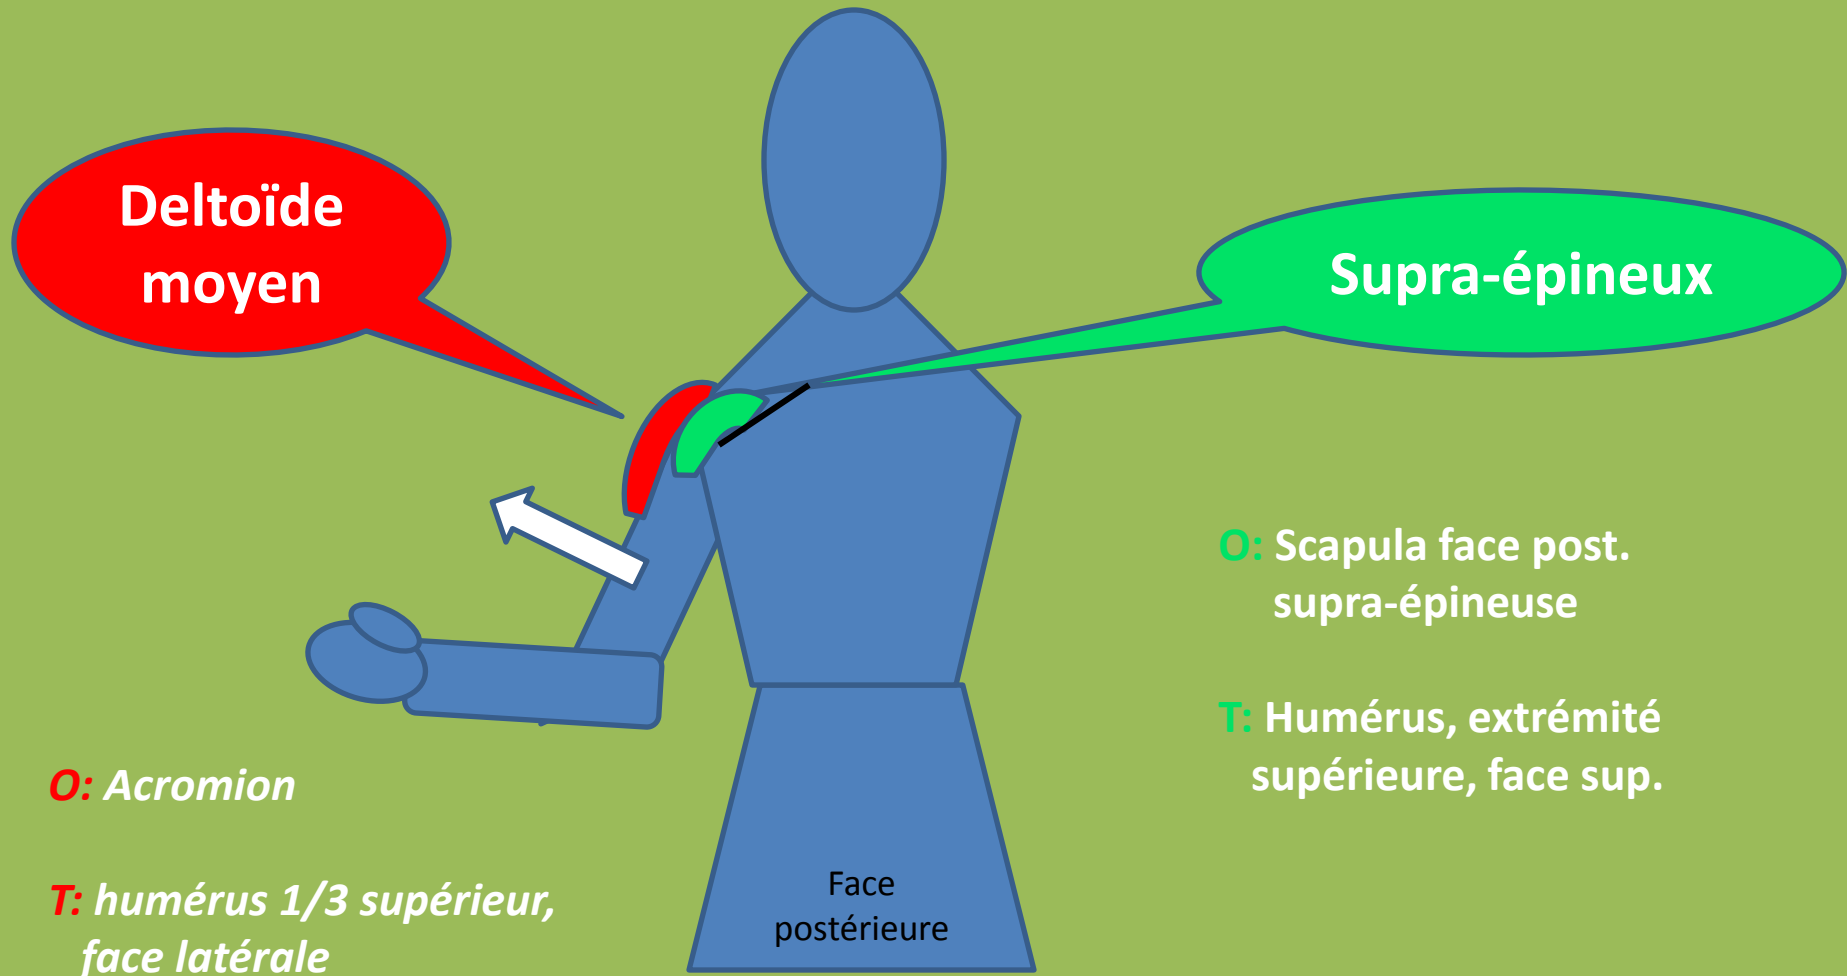 Deltoïde
moyen
Supra-épineux
O: Scapula face post.
supra-épineuse
T: Humérus, extrémité
supérieure, face sup.
O: Acromion
T: humérus 1/3 supérieur,
face latérale
Face
postérieure